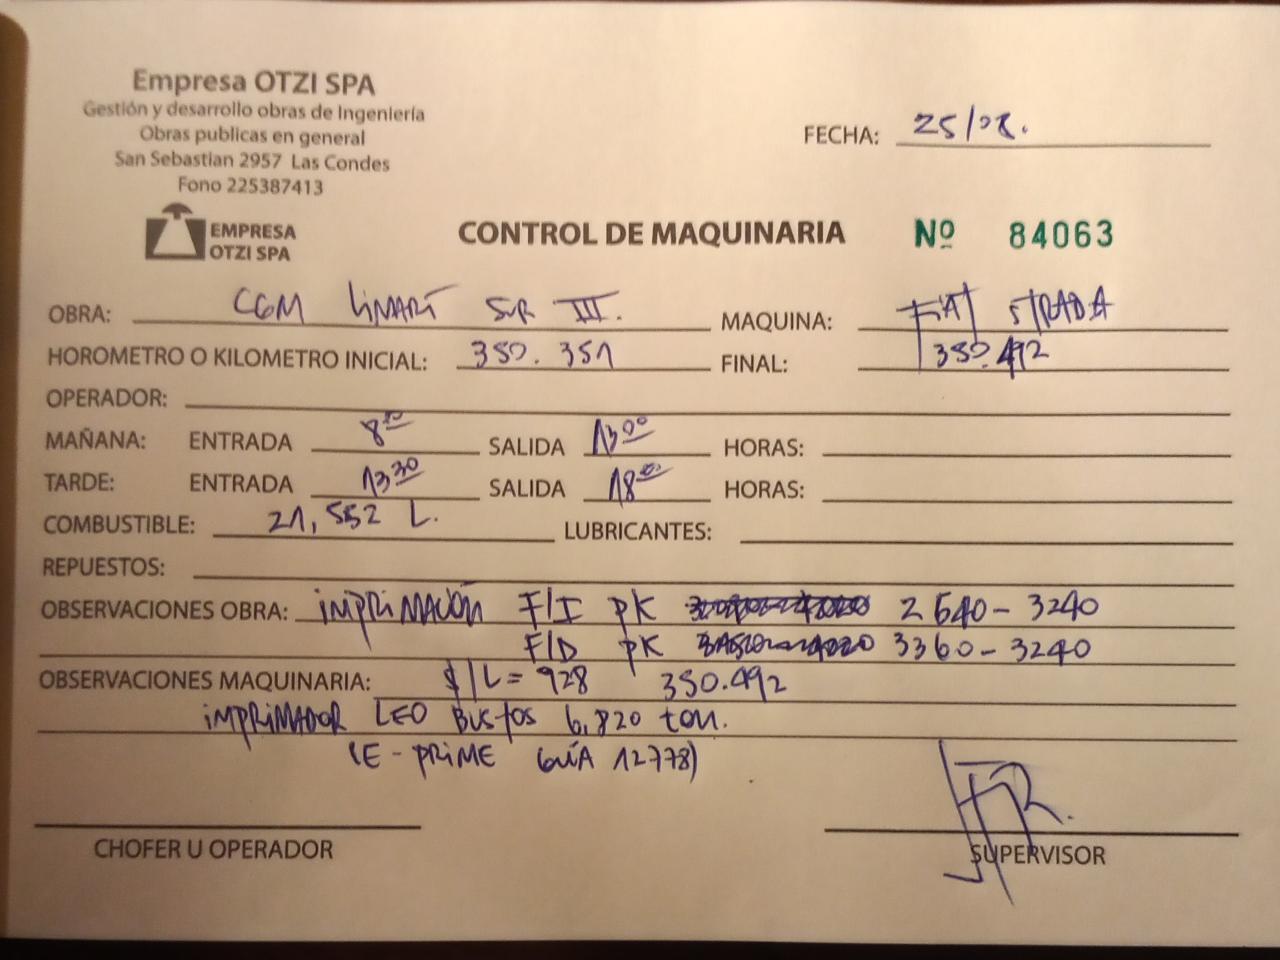 Empresa OTZI SPA
Gestión y desarrollo obras de Ingeniería
Obras publicas en general
San Sebastian 2957 Las Condes
Fono 225387413
FECHA: 25/08.
EMPRESA
OTZI SPA
CONTROL DE MAQUINARIA Nº 84063
OBRA: CGM LiMARÍ SUR III. MAQUINA: FIAT STRADA
HOROMETRO O KILOMETRO INICIAL: 350.351 FINAL: 350.492
OPERADOR:
MAÑANA: ENTRADA 8 SALIDA 13 00 HORAS:
TARDE: ENTRADA 13 30 SALIDA 18 00 HORAS:
COMBUSTIBLE: 21,552 L. LUBRICANTES:
REPUESTOS:
OBSERVACIONES OBRA: iMPRiMACIÓN F/I PK 2640-3240
F/D PK 3360-3240
OBSERVACIONES MAQUINARIA: $/L = 928 350.492
iMPRiMADOR LEO BUSTOS 6,820 ton.
(E-PRiME GUÍA 12778)
CHOFER U OPERADOR
SUPERVISOR